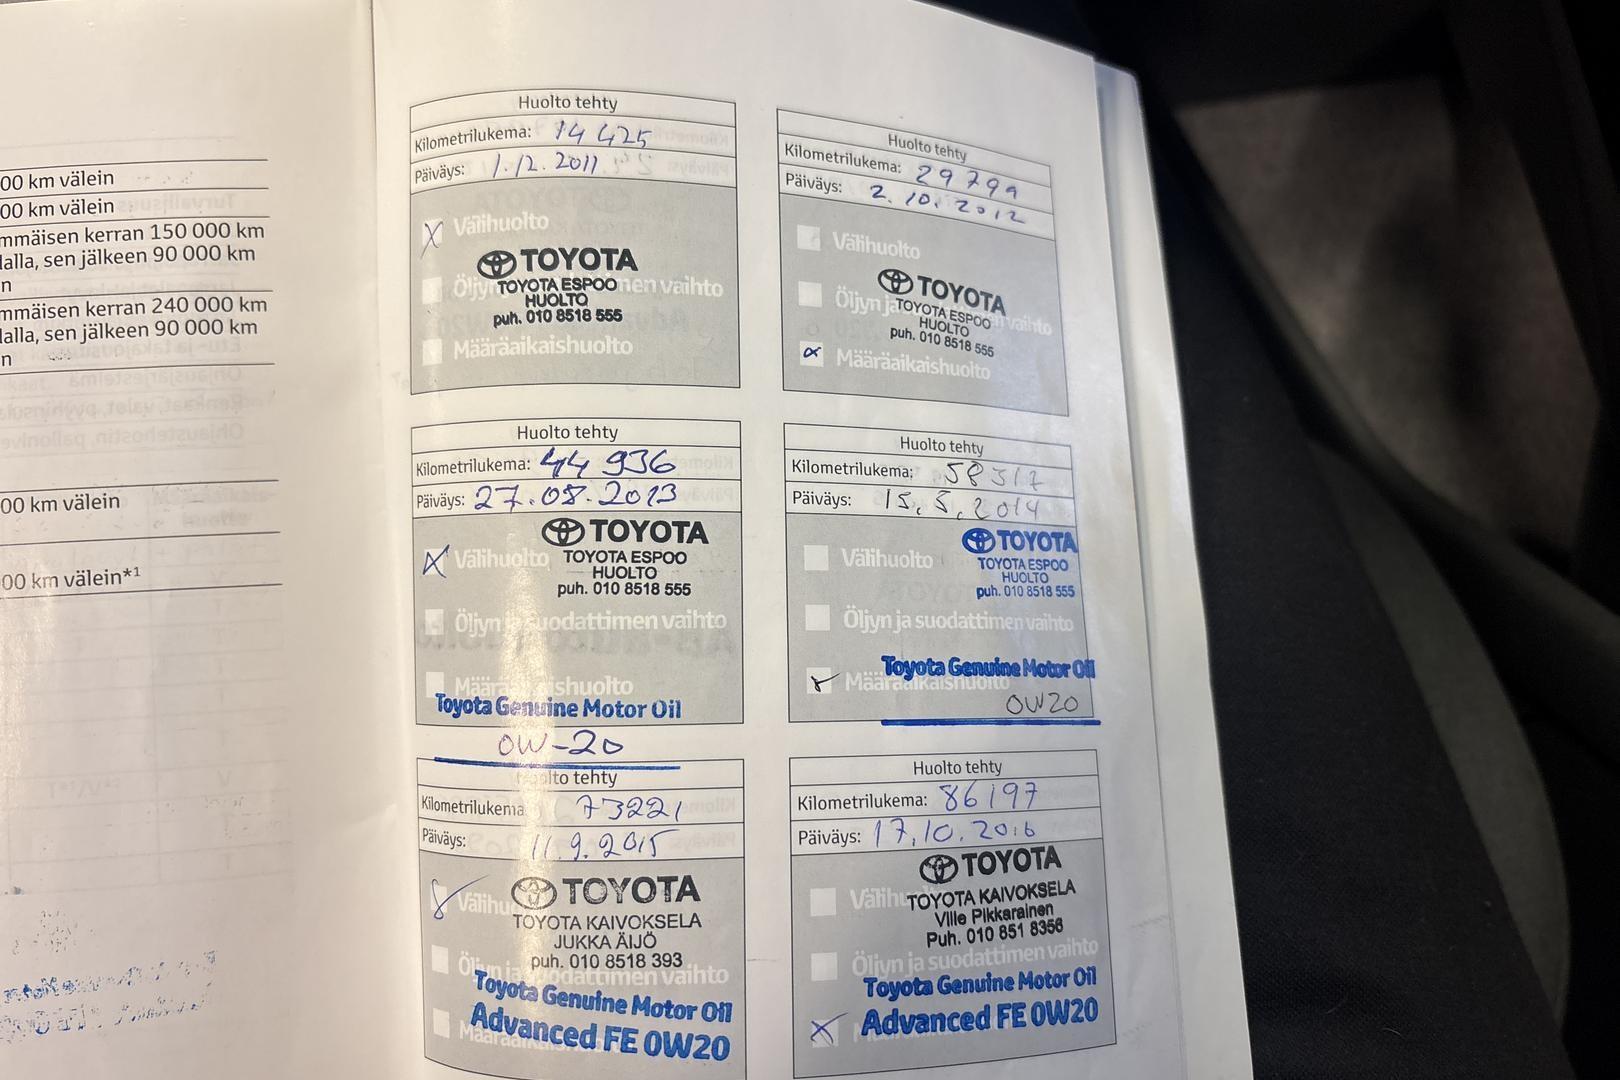 00 km välein
00 km välein
mmäisen kerran 150 000 km
lalla, sen jälkeen 90 000 km
n
mmäisen kerran 240 000 km
lalla, sen jälkeen 90 000 km
n
00 km välein
00 km välein*1
Huolto tehty
Kilometrilukema: 14 425
Päiväys: 1.12.2011
Välihuolto
TOYOTA
Öljyn men vaihto
TOYOTA ESPOO
HUOLTO
puh. 010 8518 555
Määräaikaishuolto
Huolto tehty
Kilometrilukema: 29799
Päiväys: 2.10.2012
Välihuolto
TOYOTA
Öljyn ja vaihto
TOYOTA ESPOO
HUOLTO
puh. 010 8518 555
Määräaikaishuolto
Huolto tehty
Kilometrilukema: 44 936
Päiväys: 27.08.2013
TOYOTA
Välihuolto
TOYOTA ESPOO
HUOLTO
puh. 010 8518 555
Öljyn ja suodattimen vaihto
Määräaikaishuolto
Toyota Genuine Motor Oil
0W-20
Huolto tehty
Kilometrilukema: 58317
Päiväys: 15.5.2014
TOYOTA
Välihuolto
TOYOTA ESPOO
HUOLTO
puh. 010 8518 555
Öljyn ja suodattimen vaihto
Toyota Genuine Motor Oil
Määräaikaishuolto
0W20
Huolto tehty
Kilometrilukema 73221
Päiväys: 11.9.2015
Välihu
TOYOTA
TOYOTA KAIVOKSELA
JUKKA ÄIJÖ
puh. 010 8518 393
Öljyn ja suodattimen vaihto
Toyota Genuine Motor Oil
Advanced FE 0W20
Määräaikaishuolto
Huolto tehty
Kilometrilukema: 86197
Päiväys: 17.10.2016
TOYOTA
Välihu
TOYOTA KAIVOKSELA
Ville Pikkarainen
Puh. 010 851 8356
Öljyn ja suodattimen vaihto
Toyota Genuine Motor Oil
Advanced FE 0W20